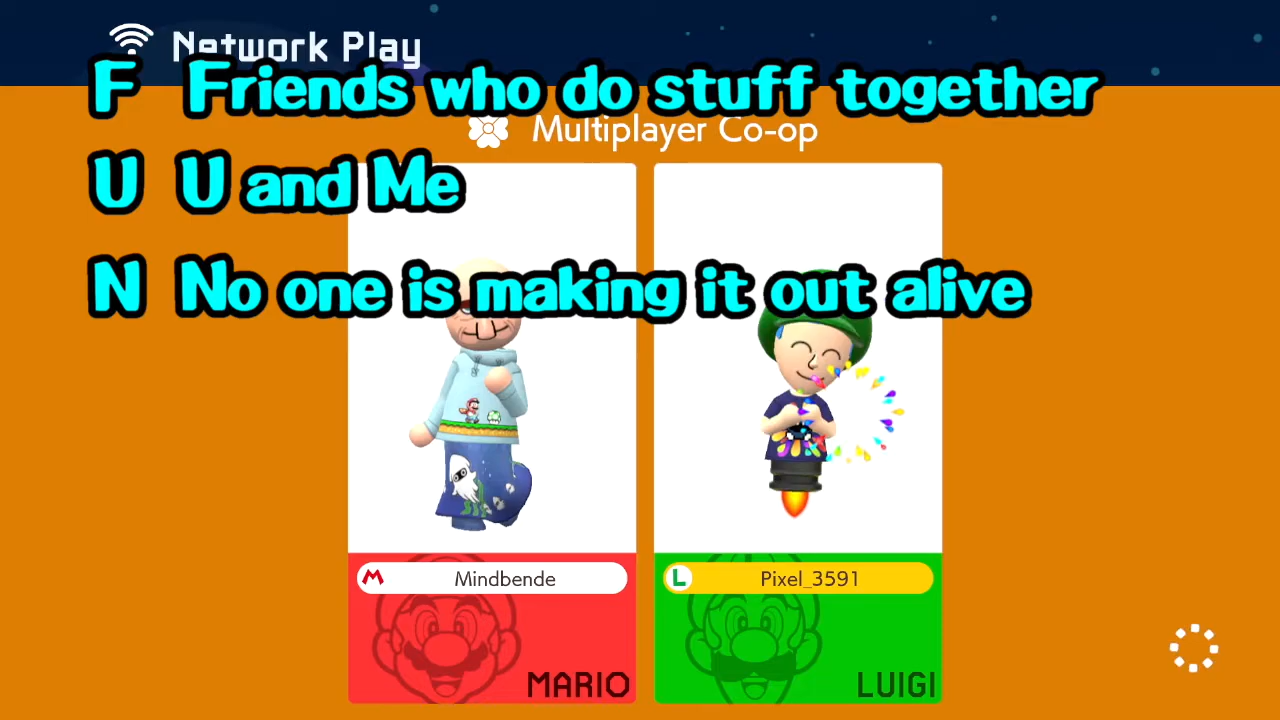 Network Play
F Friends who do stuff together
Multiplayer Co-op
U U and Me
N No one is making it out alive
M Mindbende
L Pixel_3591
MARIO
LUIGI